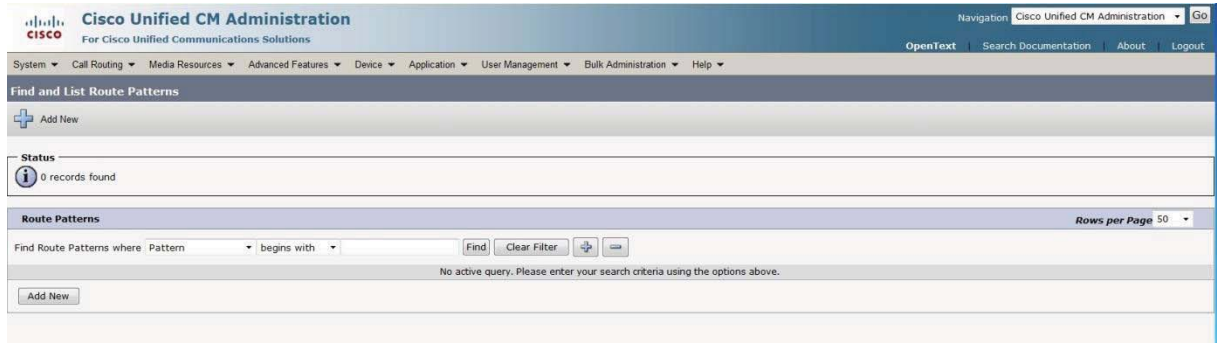 Cisco Unified CM Administration
For Cisco Unified Communications Solutions
CISCO
Navigation Cisco Unified CM Administration Go
OpenText Search Documentation About Logout
System Call Routing Media Resources Advanced Features Device Application User Management Bulk Administration Help
Find and List Route Patterns
Add New
Status
0 records found
Route Patterns Rows per Page 50
Find Route Patterns where Pattern begins with Find Clear Filter
No active query. Please enter your search criteria using the options above.
Add New